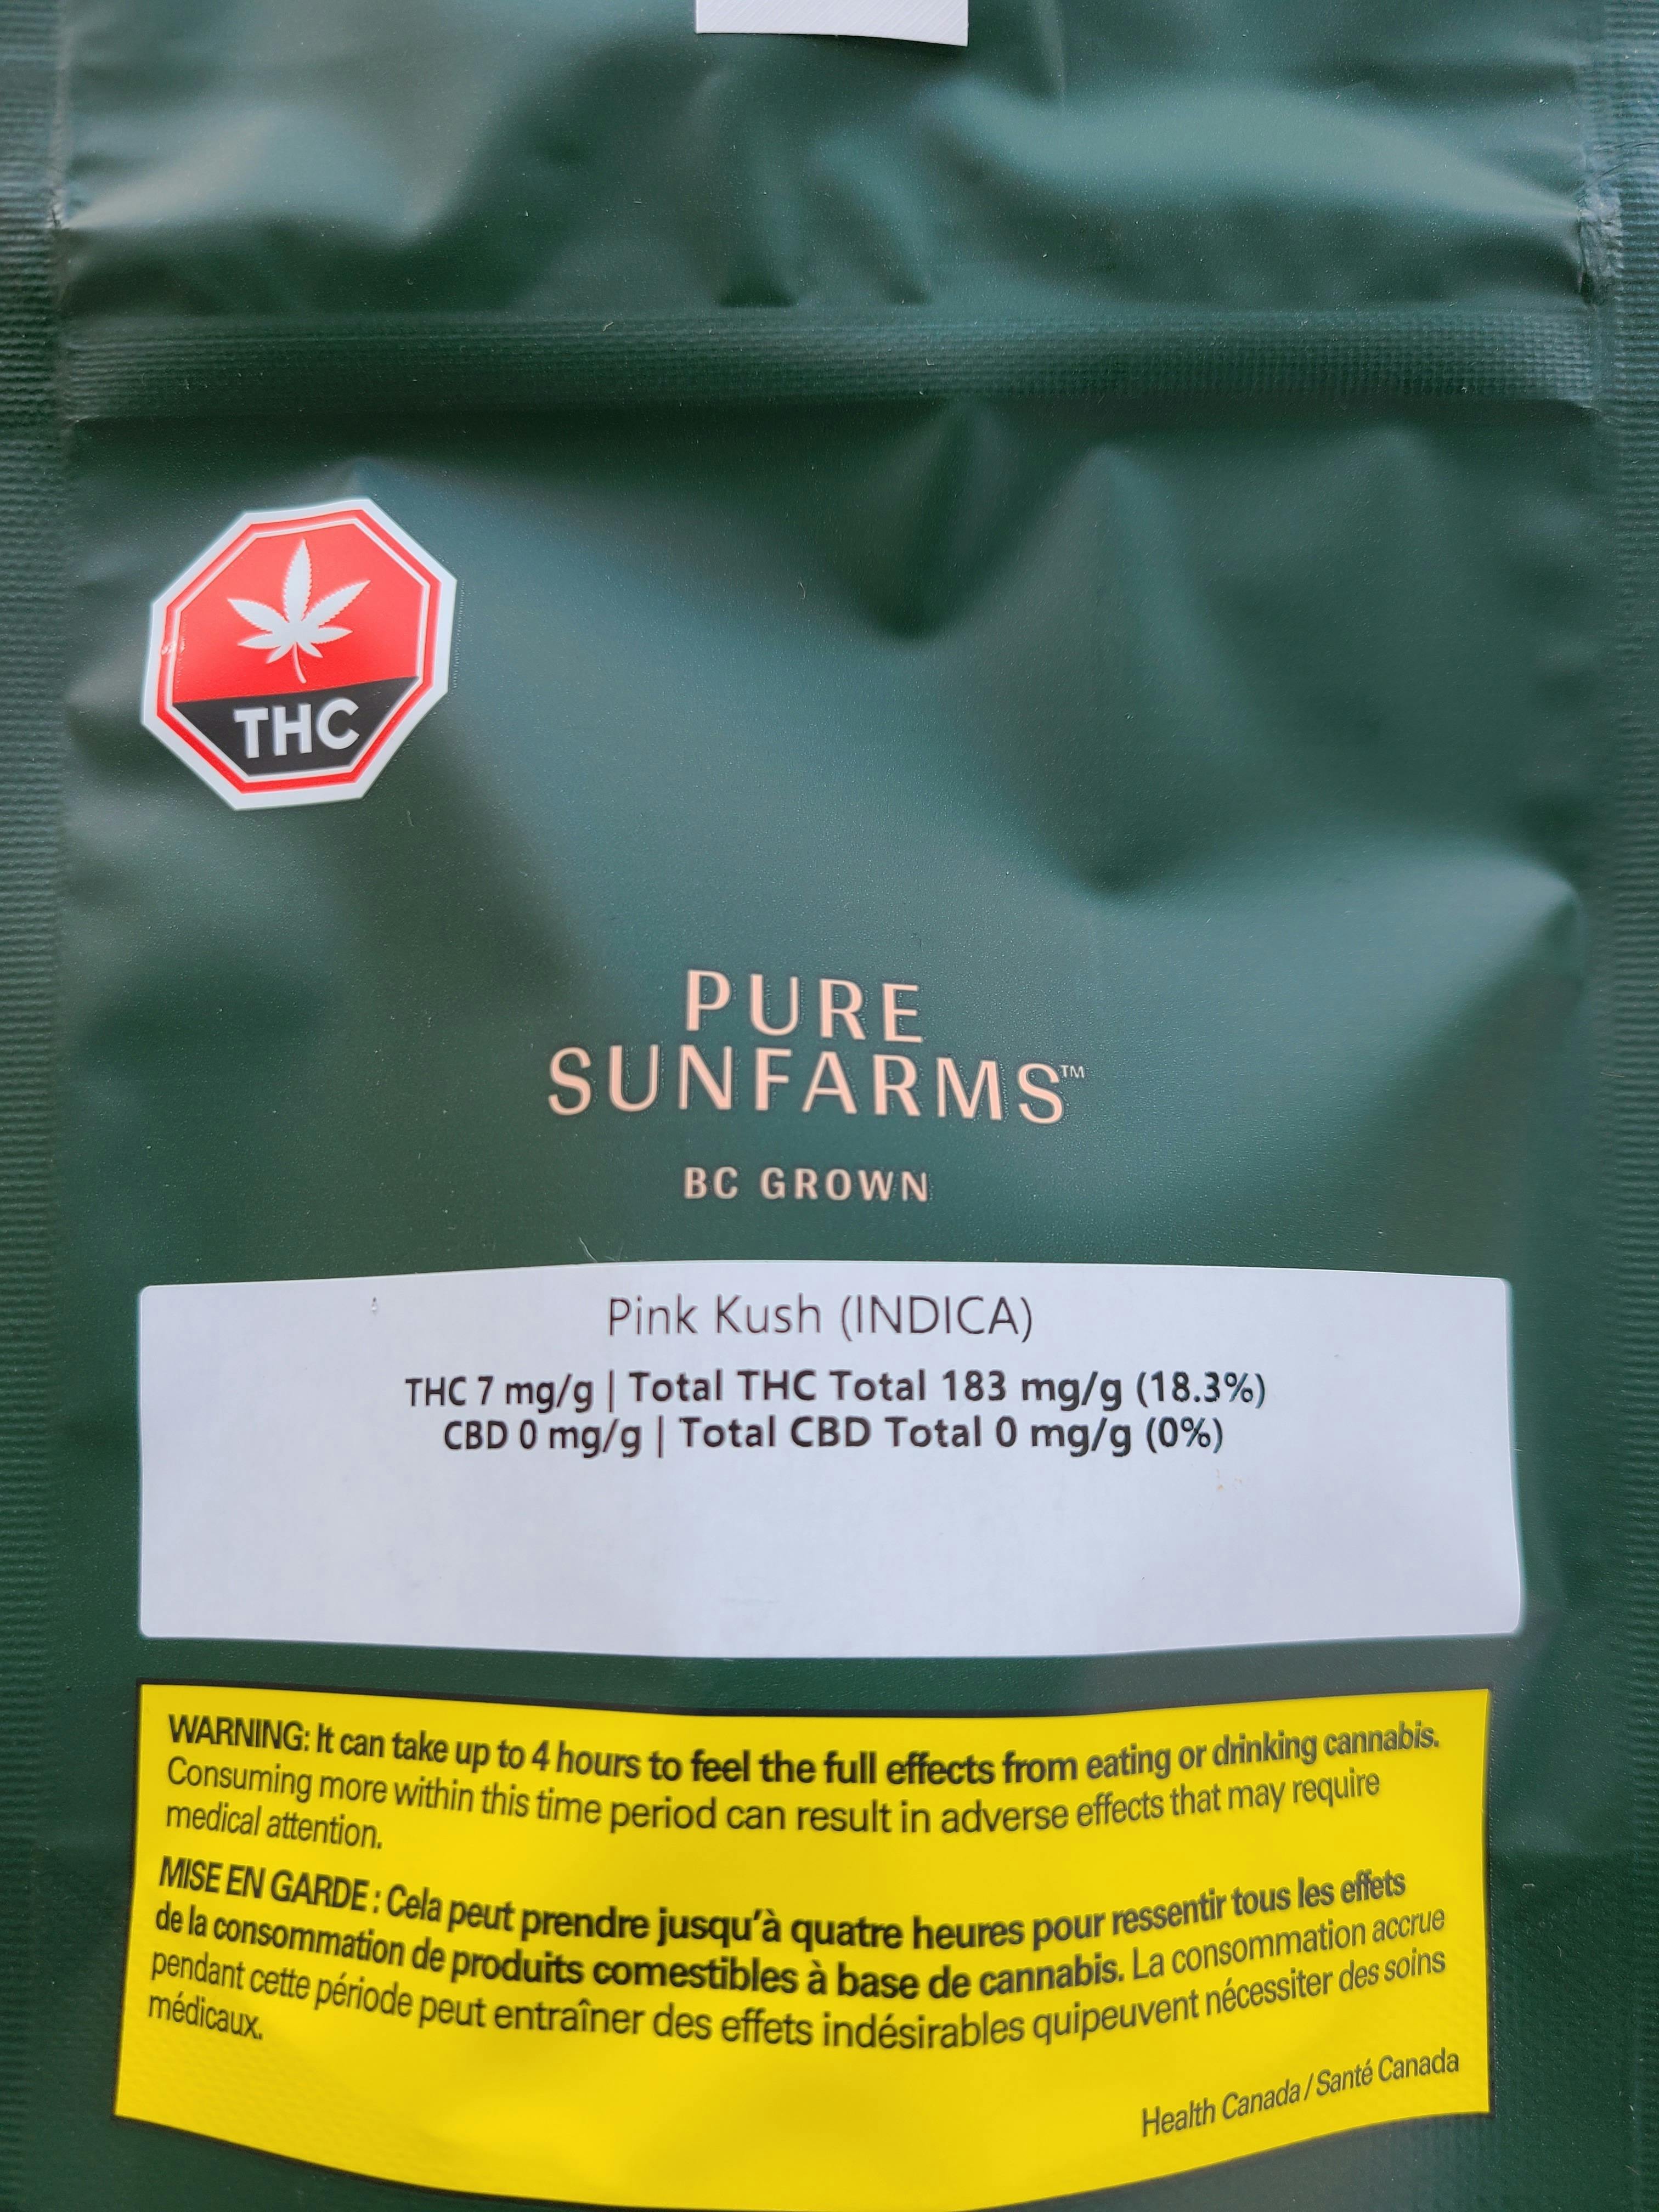 THC
PURE
SUNFARMS™
BC GROWN
Pink Kush (INDICA)
THC 7 mg/g | Total THC Total 183 mg/g (18.3%)
CBD 0 mg/g | Total CBD Total 0 mg/g (0%)
WARNING: It can take up to 4 hours to feel the full effects from eating or drinking cannabis.
Consuming more within this time period can result in adverse effects that may require
medical attention.
MISE EN GARDE : Cela peut prendre jusqu'à quatre heures pour ressentir tous les effets
de la consommation de produits comestibles à base de cannabis. La consommation accrue
pendant cette période peut entraîner des effets indésirables quipeuvent nécessiter des soins
médicaux.
Health Canada / Santé Canada